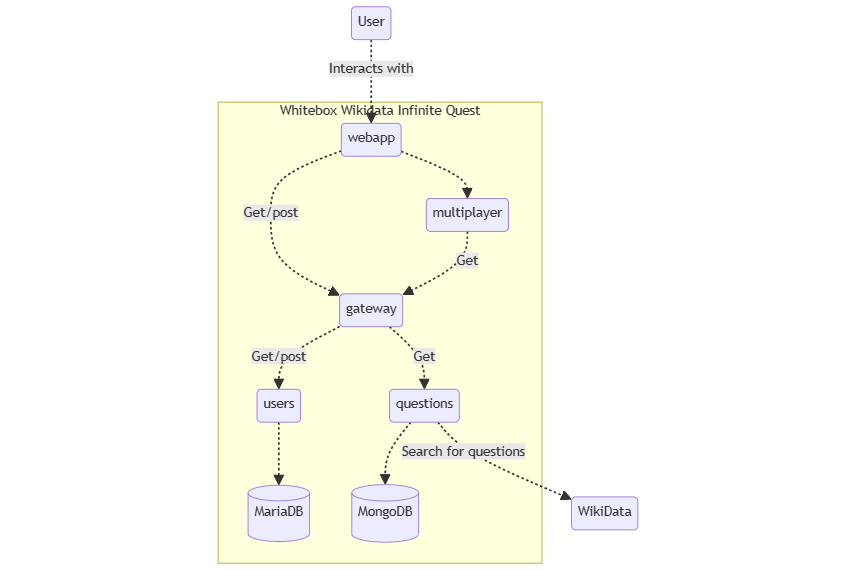 User
Interacts with
Whitebox Wikidata Infinite Quest
webapp
Get/post
multiplayer
Get
gateway
Get/post
Get
users
questions
Search for questions
MariaDB
MongoDB
WikiData